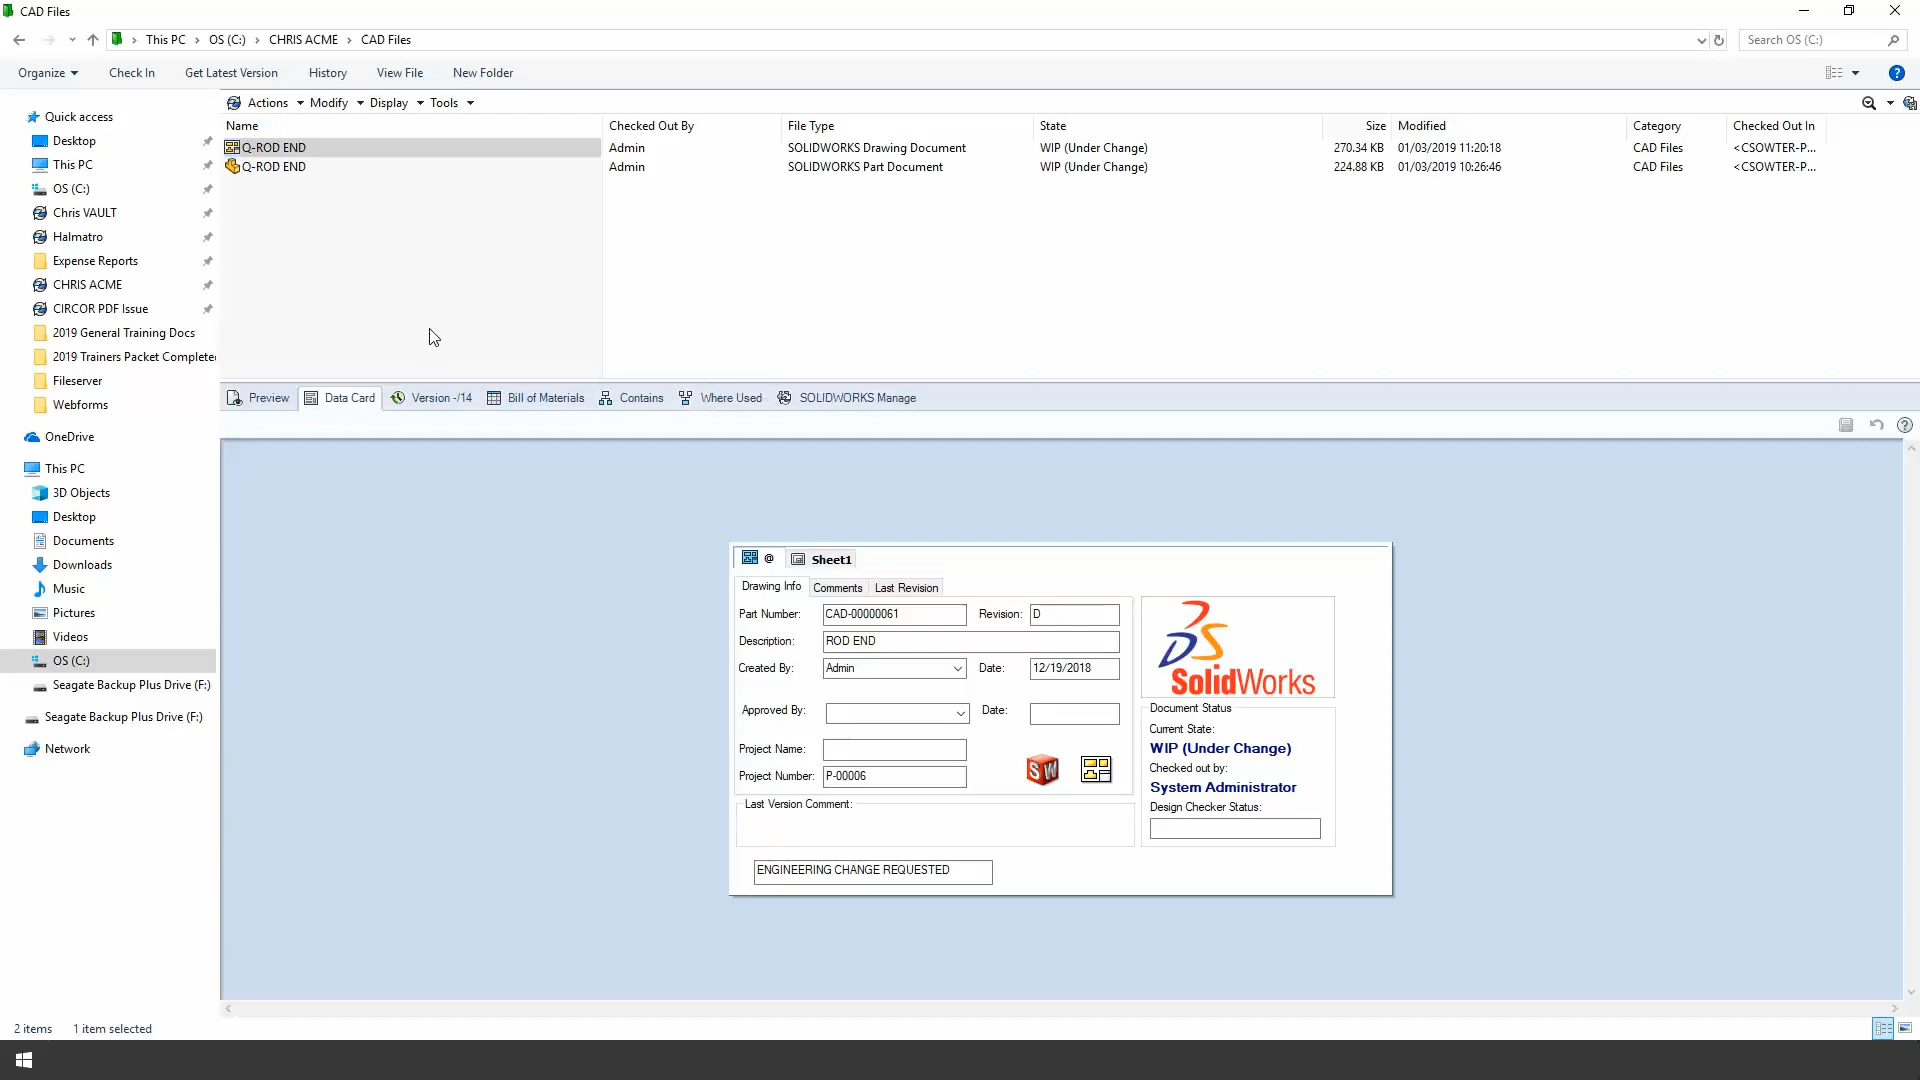 CAD Files
This PC > OS (C:) > CHRIS ACME > CAD Files
Search OS (C:)
Organize Check In Get Latest Version History View File New Folder
Actions Modify Display Tools
Name Checked Out By File Type State Size Modified Category Checked Out In
Q-ROD END Admin SOLIDWORKS Drawing Document WIP (Under Change) 270.34 KB 01/03/2019 11:20:18 CAD Files <CSOWTER-P...
Q-ROD END Admin SOLIDWORKS Part Document WIP (Under Change) 224.88 KB 01/03/2019 10:26:46 CAD Files <CSOWTER-P...
Quick access
Desktop
This PC
OS (C:)
Chris VAULT
Halmatro
Expense Reports
CHRIS ACME
CIRCOR PDF Issue
2019 General Training Docs
2019 Trainers Packet Complete
Fileserver
Webforms
OneDrive
This PC
3D Objects
Desktop
Documents
Downloads
Music
Pictures
Videos
OS (C:)
Seagate Backup Plus Drive (F:)
Seagate Backup Plus Drive (F:)
Network
Preview Data Card Version -/14 Bill of Materials Contains Where Used SOLIDWORKS Manage
@ Sheet1
Drawing Info Comments Last Revision
Part Number: CAD-00000061 Revision: D
Description: ROD END
Created By: Admin Date: 12/19/2018
Approved By: Date:
Project Name:
Project Number: P-00006
SW
Last Version Comment:
ENGINEERING CHANGE REQUESTED
SolidWorks
Document Status
Current State:
WIP (Under Change)
Checked out by:
System Administrator
Design Checker Status:
2 items 1 item selected